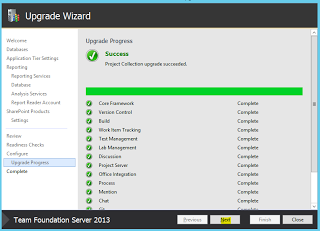 Upgrade Wizard
Welcome
Databases
Application Tier Settings
Reporting
Reporting Services
Database
Analysis Services
Report Reader Account
SharePoint Products
Settings
Review
Readiness Checks
Configure
Upgrade Progress
Complete
Upgrade Progress
Success
Project Collection upgrade succeeded.
Core Framework Complete
Version Control Complete
Build Complete
Work Item Tracking Complete
Test Management Complete
Lab Management Complete
Discussion Complete
Project Server Complete
Office Integration Complete
Process Complete
Mention Complete
Chat Complete
Team Foundation Server 2013
Previous Next Finish Close